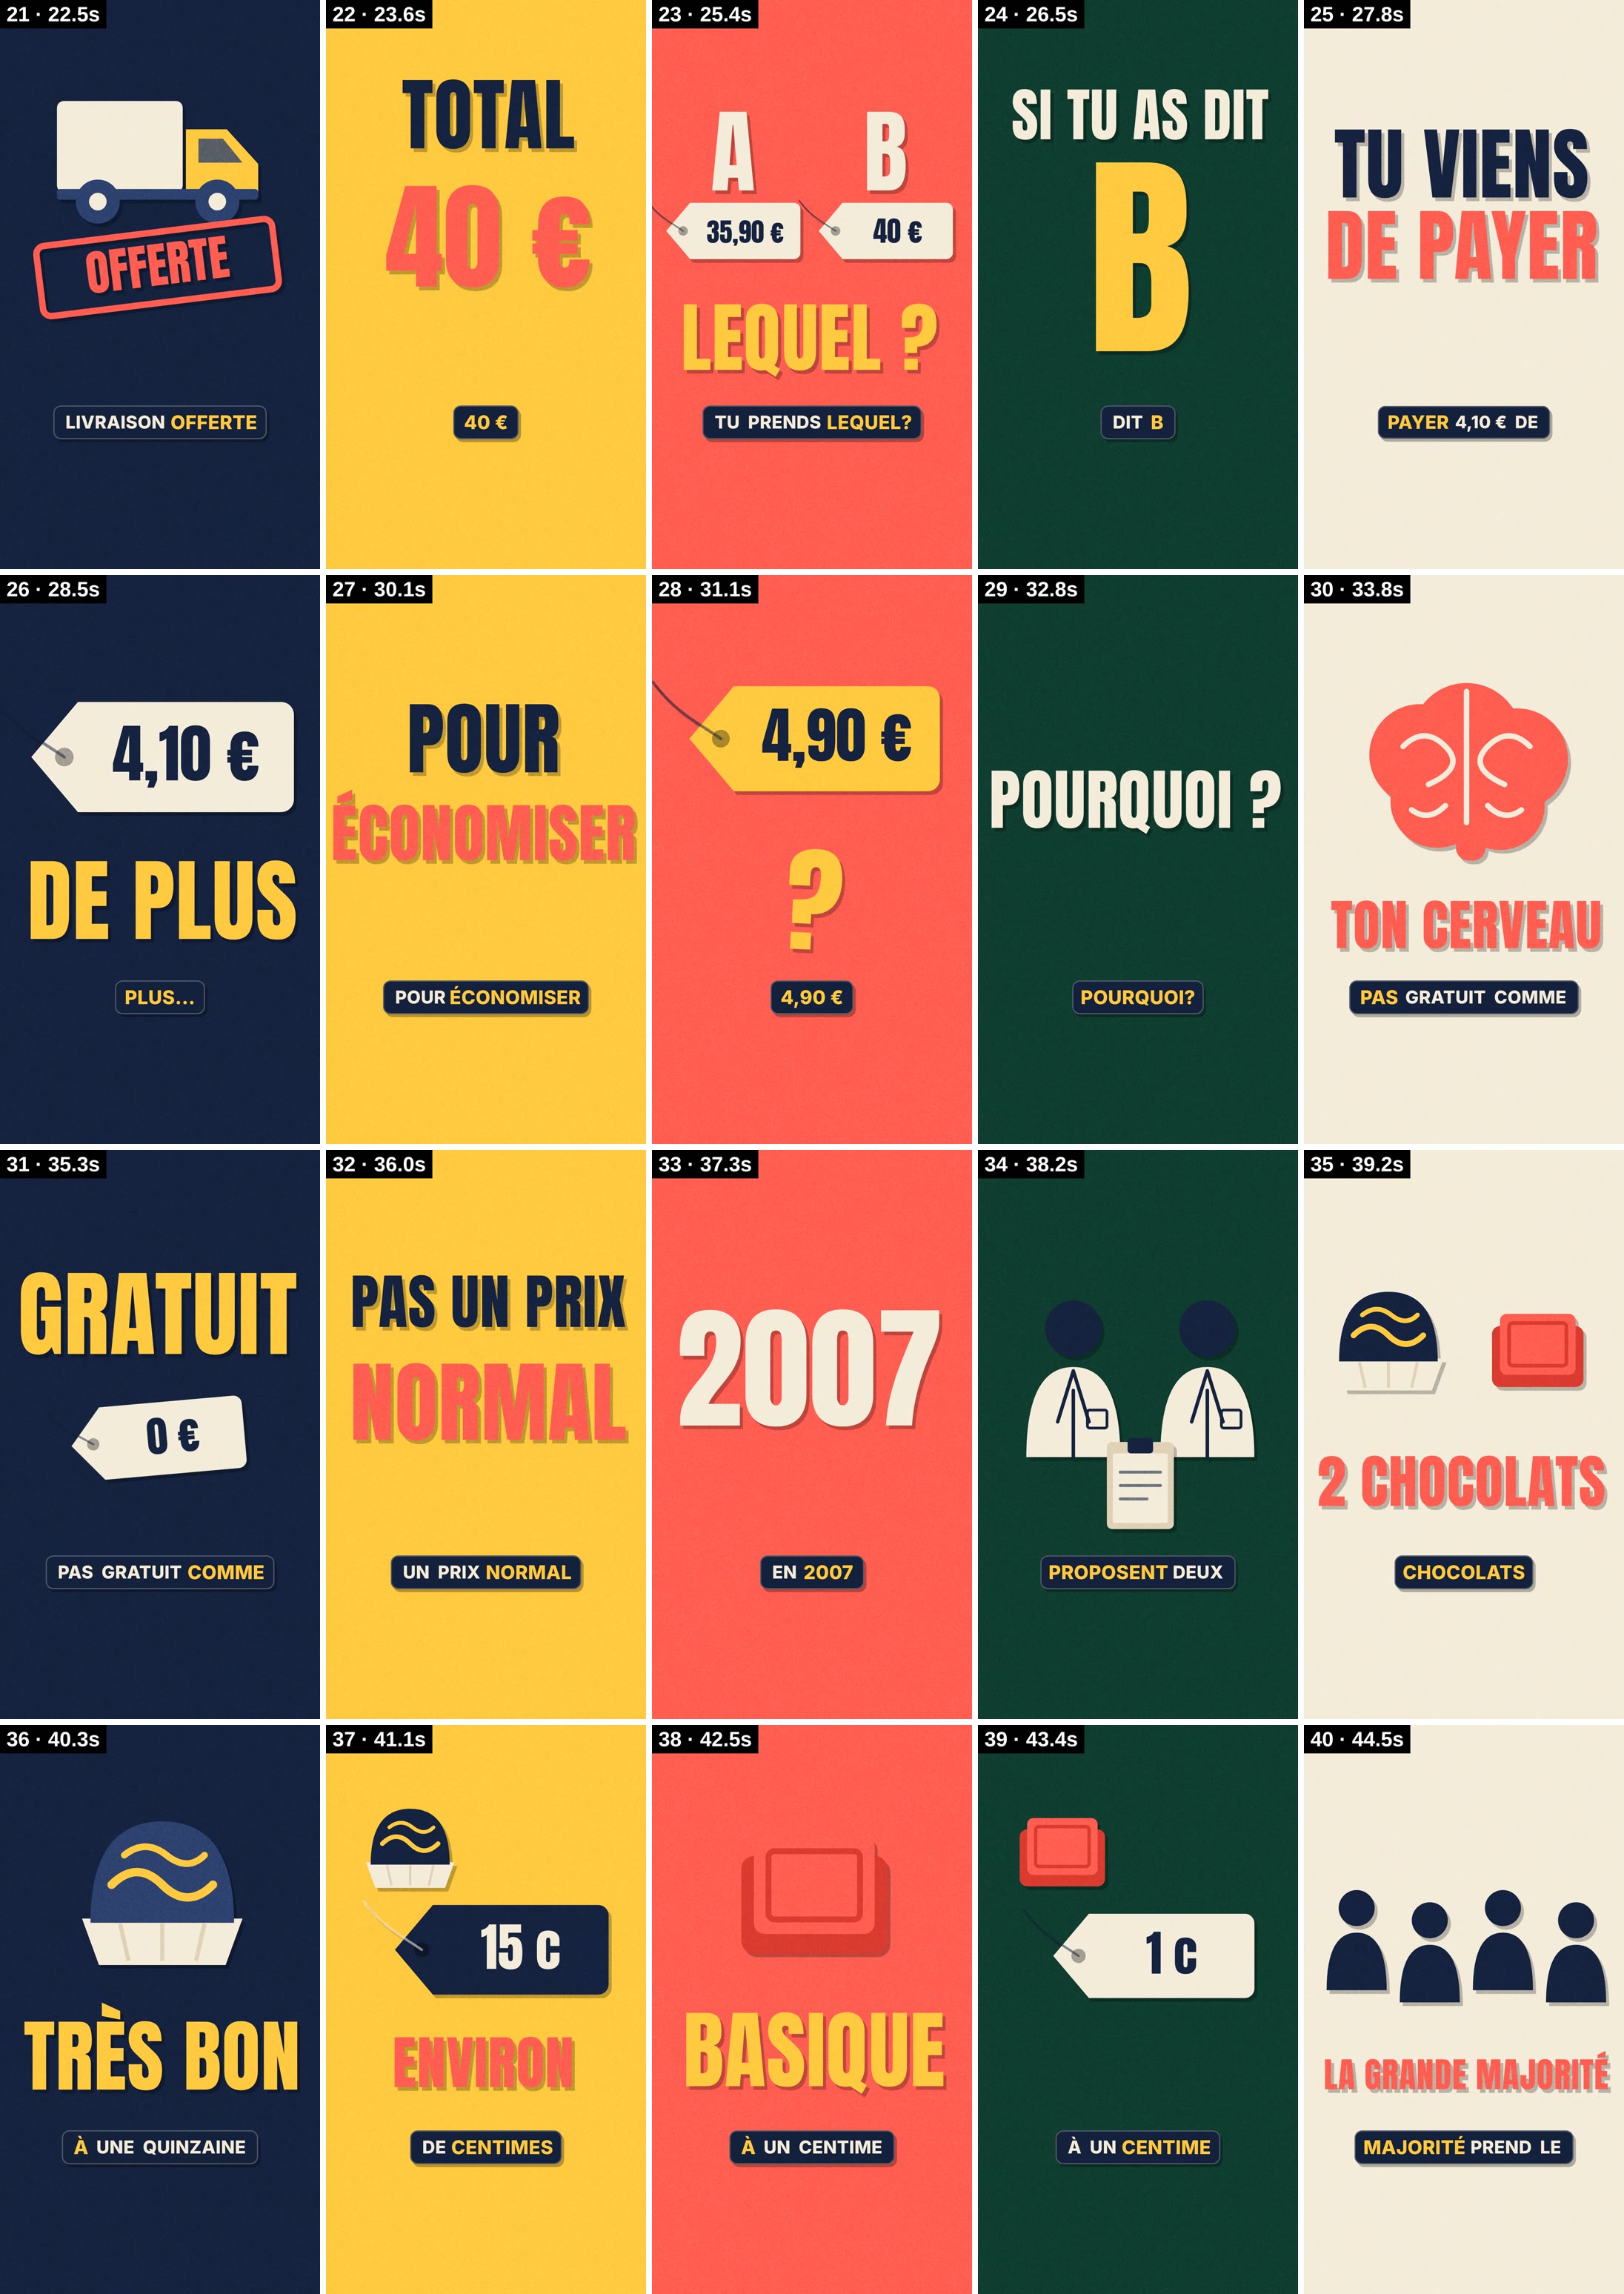 21 · 22.5s
OFFERTE
LIVRAISON OFFERTE
22 · 23.6s
TOTAL
40 €
40 €
23 · 25.4s
A B
35,90 € 40 €
LEQUEL ?
TU PRENDS LEQUEL?
24 · 26.5s
SI TU AS DIT
B
DIT B
25 · 27.8s
TU VIENS
DE PAYER
PAYER 4,10 € DE
26 · 28.5s
4,10 €
DE PLUS
PLUS...
27 · 30.1s
POUR
ÉCONOMISER
POUR ÉCONOMISER
28 · 31.1s
4,90 €
?
4,90 €
29 · 32.8s
POURQUOI ?
POURQUOI?
30 · 33.8s
TON CERVEAU
PAS GRATUIT COMME
31 · 35.3s
GRATUIT
0 €
PAS GRATUIT COMME
32 · 36.0s
PAS UN PRIX
NORMAL
UN PRIX NORMAL
33 · 37.3s
2007
EN 2007
34 · 38.2s
PROPOSENT DEUX
35 · 39.2s
2 CHOCOLATS
CHOCOLATS
36 · 40.3s
TRÈS BON
À UNE QUINZAINE
37 · 41.1s
15 C
ENVIRON
DE CENTIMES
38 · 42.5s
BASIQUE
À UN CENTIME
39 · 43.4s
1 C
À UN CENTIME
40 · 44.5s
LA GRANDE MAJORITÉ
MAJORITÉ PREND LE